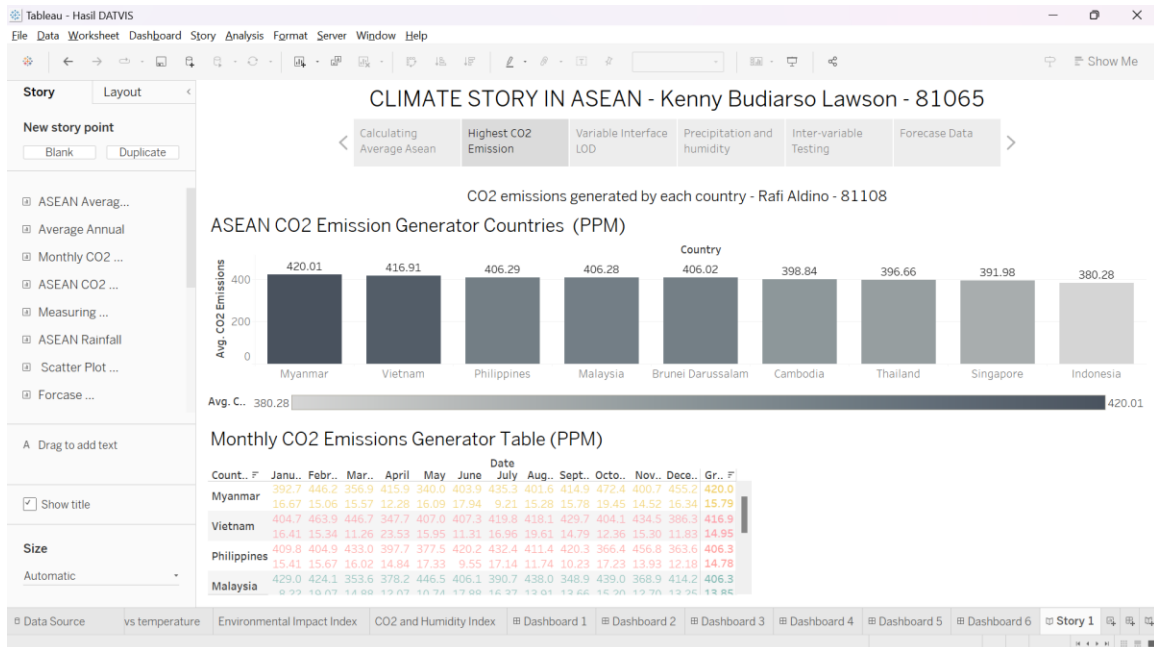 Tableau - Hasil DATVIS
File Data Worksheet Dashboard Story Analysis Format Server Window Help
Show Me
Story Layout
New story point
Blank Duplicate
ASEAN Averag...
Average Annual
Monthly CO2 ...
ASEAN CO2 ...
Measuring ...
ASEAN Rainfall
Scatter Plot ...
Forcase ...
A Drag to add text
Show title
Size
Automatic
CLIMATE STORY IN ASEAN - Kenny Budiarso Lawson - 81065
Calculating Average Asean
Highest CO2 Emission
Variable Interface LOD
Precipitation and humidity
Inter-variable Testing
Forecase Data
CO2 emissions generated by each country - Rafi Aldino - 81108
ASEAN CO2 Emission Generator Countries (PPM)
Country
Avg. CO2 Emissions
400
200
0
420.01 416.91 406.29 406.28 406.02 398.84 396.66 391.98 380.28
Myanmar Vietnam Philippines Malaysia Brunei Darussalam Cambodia Thailand Singapore Indonesia
Avg. C.. 380.28 420.01
Monthly CO2 Emissions Generator Table (PPM)
Date
Count.. Janu.. Febr.. Mar.. April May June July Aug.. Sept.. Octo.. Nov.. Dece.. Gr..
Myanmar
392.7 446.2 356.9 415.9 340.0 403.9 435.3 401.6 414.9 472.4 400.7 455.2 420.0
16.67 15.06 15.57 12.28 16.09 17.94 9.21 15.28 15.78 19.45 14.52 16.34 15.79
Vietnam
404.7 463.9 446.7 347.7 407.0 407.3 419.8 418.1 429.7 404.1 434.5 386.3 416.9
16.41 15.34 11.26 23.53 15.95 11.31 16.96 19.61 14.79 12.36 15.30 11.83 14.95
Philippines
409.8 404.9 433.0 397.7 377.5 420.2 432.4 411.4 420.3 366.4 456.8 363.6 406.3
15.41 15.67 16.02 14.84 17.33 9.55 17.14 11.74 10.23 17.23 13.93 12.18 14.78
Malaysia
429.0 424.1 353.6 378.2 446.5 406.1 390.7 438.0 348.9 439.0 368.9 414.2 406.3
Data Source vs temperature Environmental Impact Index CO2 and Humidity Index Dashboard 1 Dashboard 2 Dashboard 3 Dashboard 4 Dashboard 5 Dashboard 6 Story 1